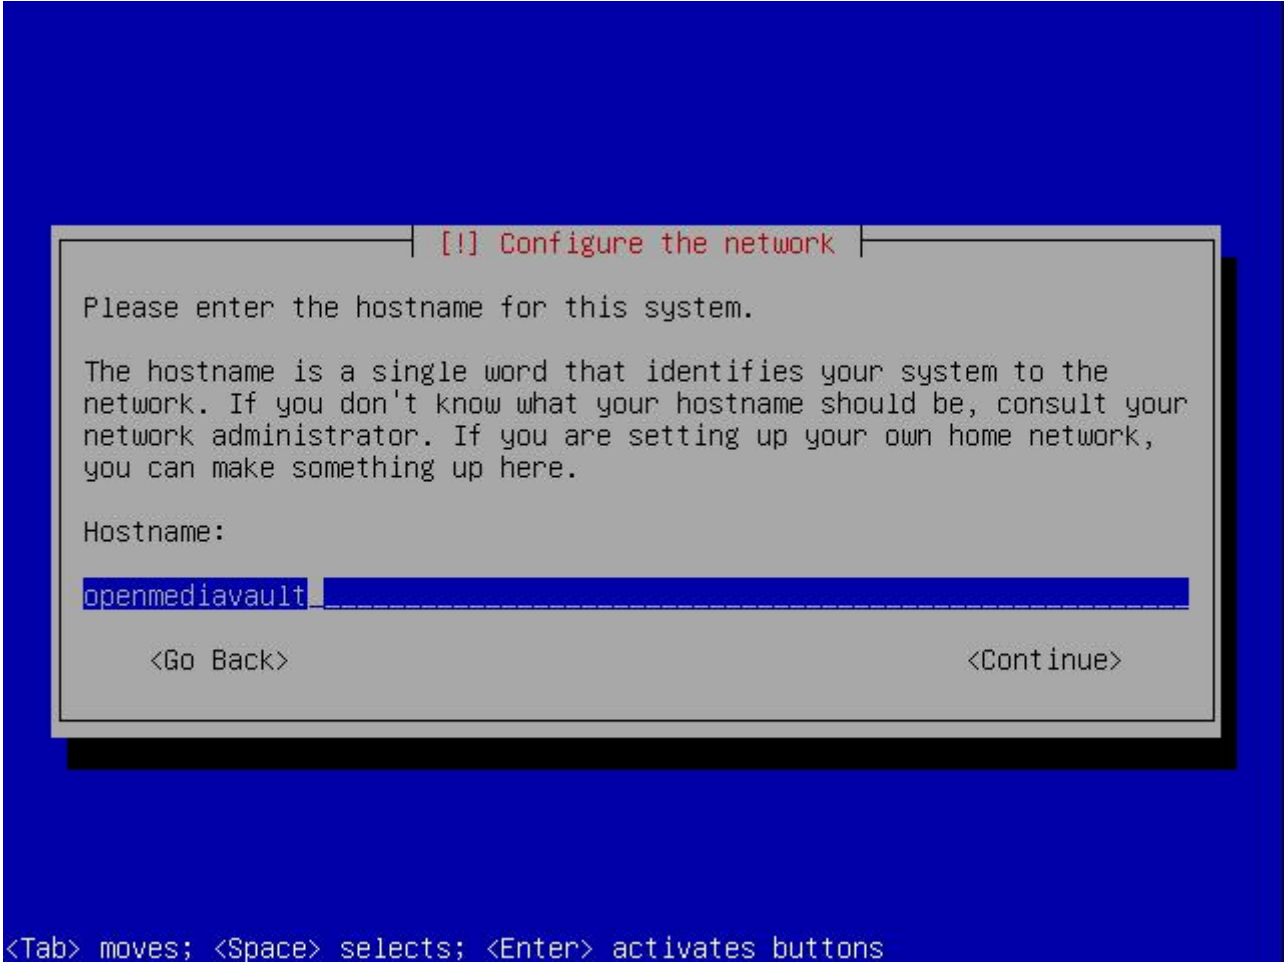 [!] Configure the network
Please enter the hostname for this system.
The hostname is a single word that identifies your system to the
network. If you don't know what your hostname should be, consult your
network administrator. If you are setting up your own home network,
you can make something up here.
Hostname:
openmediavault
<Go Back> <Continue>
<Tab> moves; <Space> selects; <Enter> activates buttons